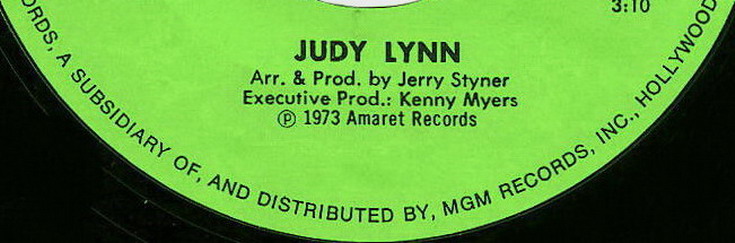 3:10
JUDY LYNN
Arr. & Prod. by Jerry Styner
Executive Prod.: Kenny Myers
Ⓟ 1973 Amaret Records
A SUBSIDIARY OF, AND DISTRIBUTED BY, MGM RECORDS, INC., HOLLYWOOD